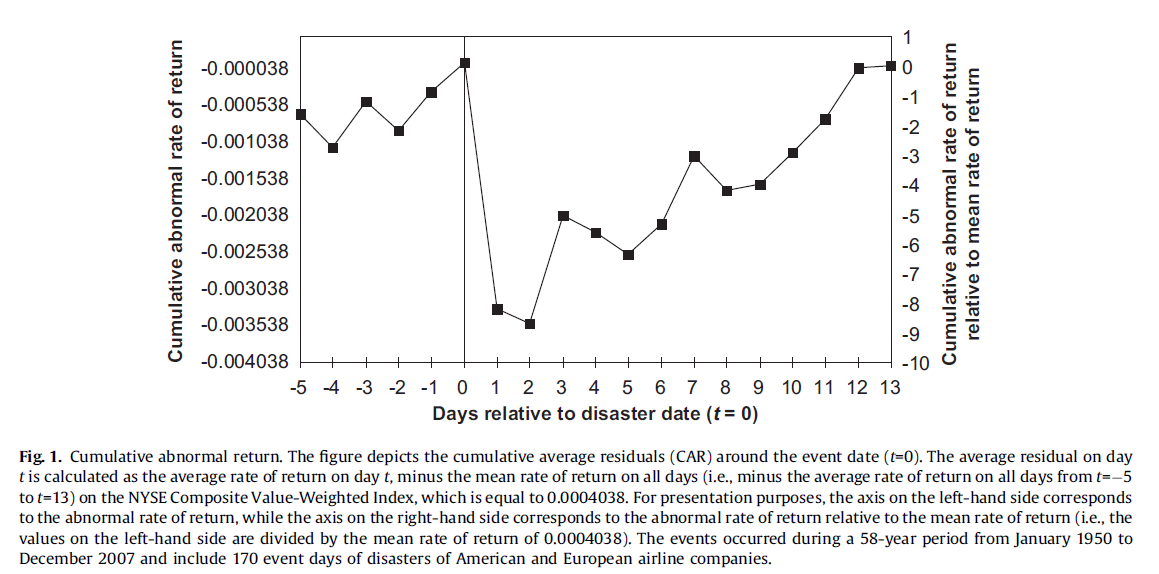 Cumulative abnormal rate of return
-0.000038
-0.000538
-0.001038
-0.001538
-0.002038
-0.002538
-0.003038
-0.003538
-0.004038
1
0
-1
-2
-3
-4
-5
-6
-7
-8
-9
-10
Cumulative abnormal rate of return
relative to mean rate of return
-5 -4 -3 -2 -1 0 1 2 3 4 5 6 7 8 9 10 11 12 13
Days relative to disaster date (t = 0)
Fig. 1. Cumulative abnormal return. The figure depicts the cumulative average residuals (CAR) around the event date (t=0). The average residual on day
t is calculated as the average rate of return on day t, minus the mean rate of return on all days (i.e., minus the average rate of return on all days from t=−5
to t=13) on the NYSE Composite Value-Weighted Index, which is equal to 0.0004038. For presentation purposes, the axis on the left-hand side corresponds
to the abnormal rate of return, while the axis on the right-hand side corresponds to the abnormal rate of return relative to the mean rate of return (i.e., the
values on the left-hand side are divided by the mean rate of return of 0.0004038). The events occurred during a 58-year period from January 1950 to
December 2007 and include 170 event days of disasters of American and European airline companies.